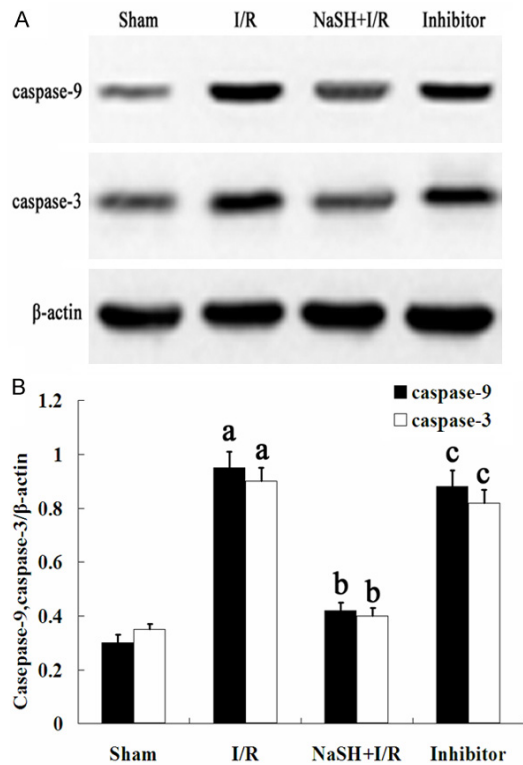 A
Sham I/R NaSH+I/R Inhibitor
caspase-9
caspase-3
β-actin
B
caspase-9
caspase-3
Casepase-9,caspase-3/β-actin
1.2
1
0.8
0.6
0.4
0.2
0
a a
b b
c c
Sham I/R NaSH+I/R Inhibitor